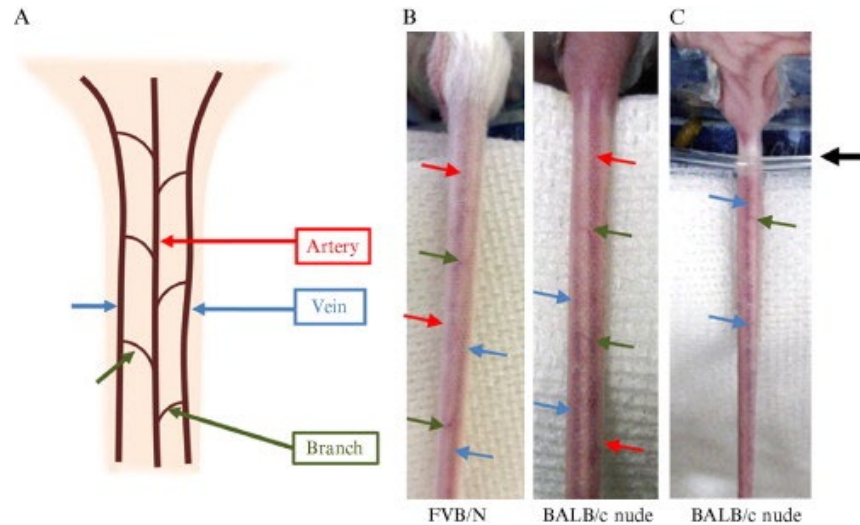 A
B
C
Artery
Vein
Branch
FVB/N
BALB/c nude
BALB/c nude